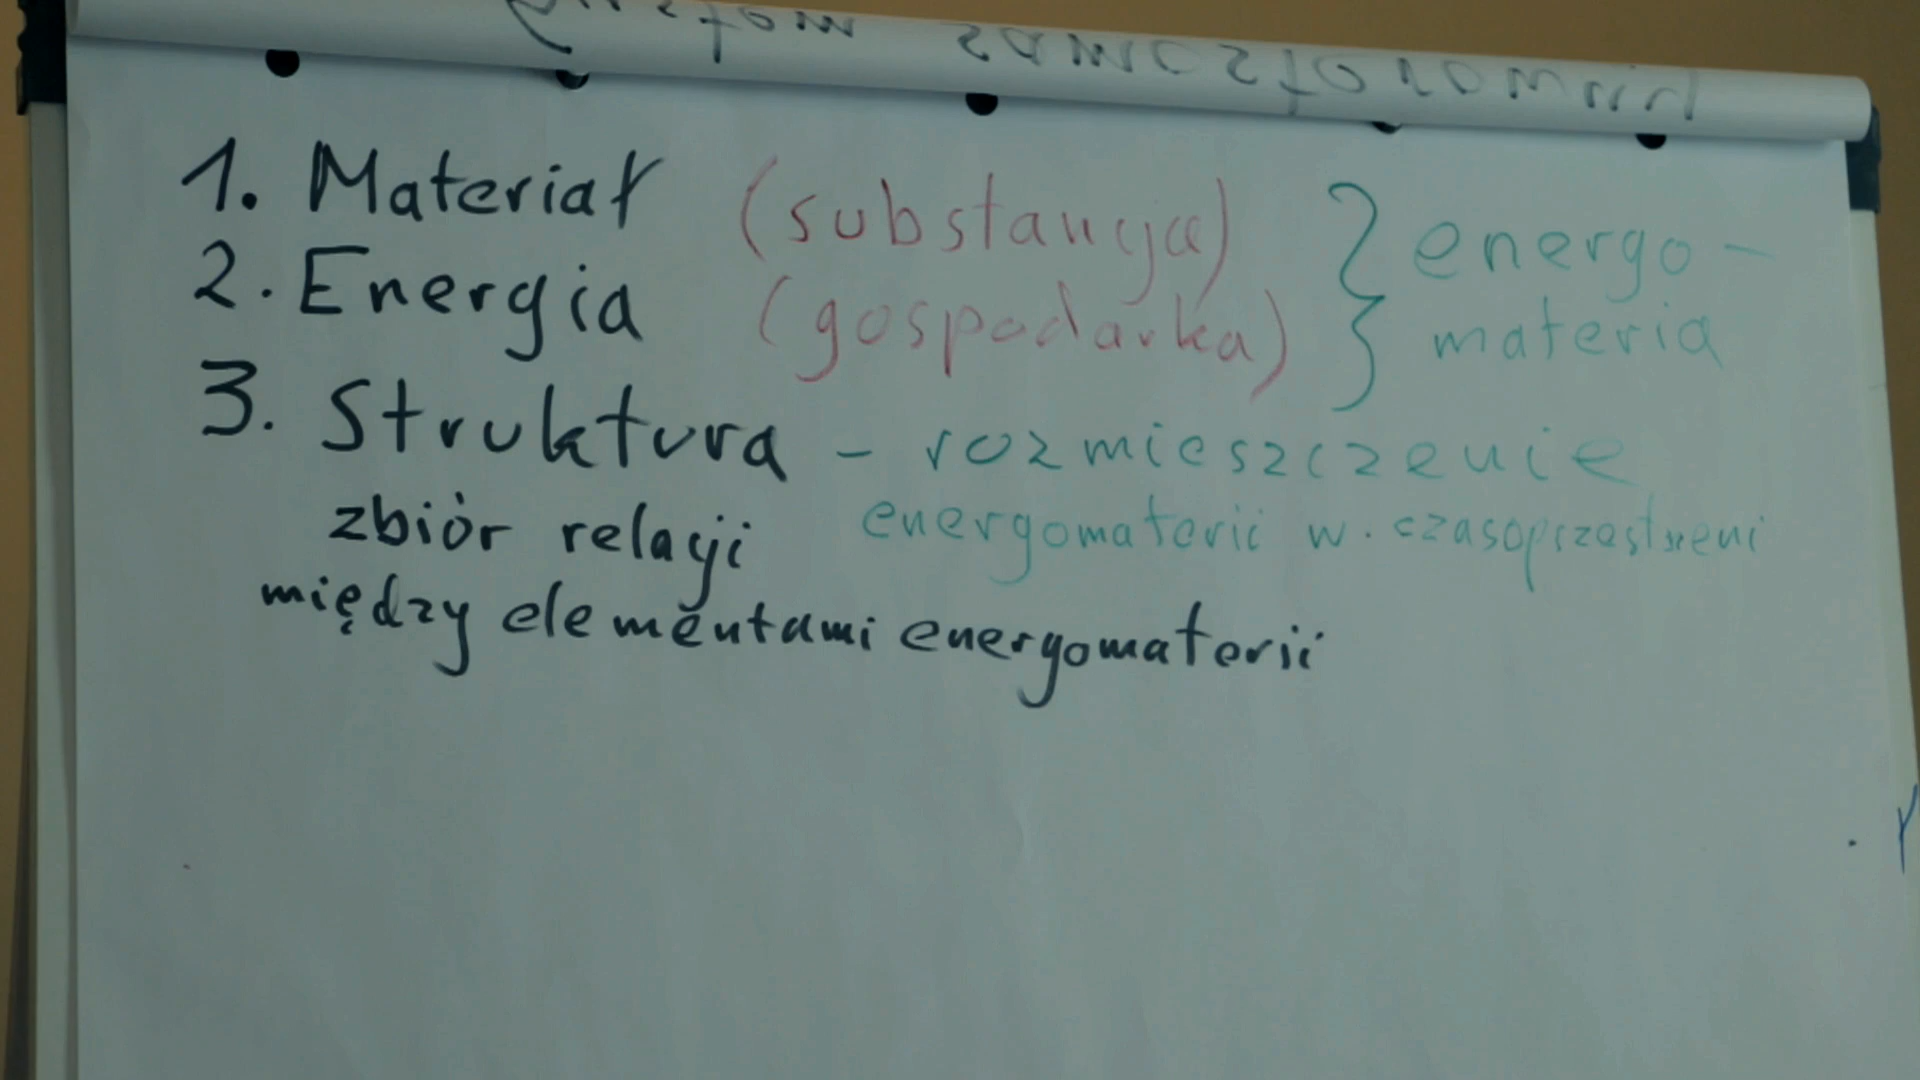 1. Materiał (substancja) } energo-
2. Energia (gospodarka) materia
3. Struktura – rozmieszczenie
zbiór relacji energomaterii w czasoprzestrzeni
między elementami energomaterii